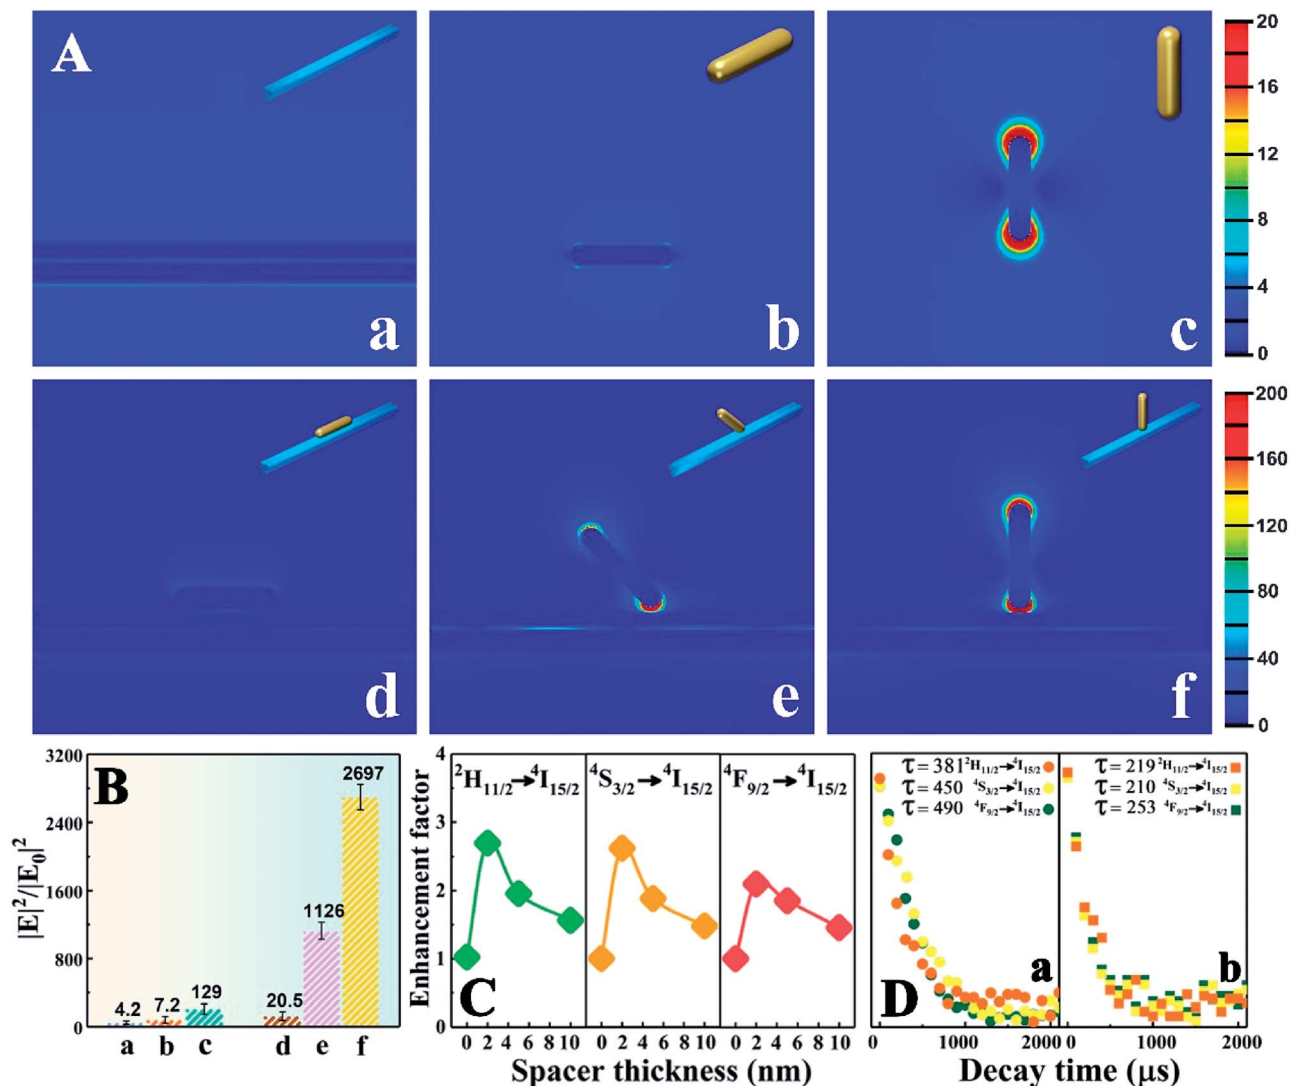 A
a
b
c
20
16
12
8
4
0
d
e
f
200
160
120
80
40
0
B
|E|²/|E₀|²
3200
2400
1600
800
0
4.2
7.2
129
20.5
1126
2697
a b c d e f
C
Enhancement factor
4
3
2
1
0
²H₁₁/₂→⁴I₁₅/₂
⁴S₃/₂→⁴I₁₅/₂
⁴F₉/₂→⁴I₁₅/₂
0 2 4 6 8 10
0 2 4 6 8 10
0 2 4 6 8 10
Spacer thickness (nm)
D
τ = 381 ²H₁₁/₂→⁴I₁₅/₂
τ = 450 ⁴S₃/₂→⁴I₁₅/₂
τ = 490 ⁴F₉/₂→⁴I₁₅/₂
a
τ = 219 ²H₁₁/₂→⁴I₁₅/₂
τ = 210 ⁴S₃/₂→⁴I₁₅/₂
τ = 253 ⁴F₉/₂→⁴I₁₅/₂
b
0 1000 2000
0 1000 2000
Decay time (μs)